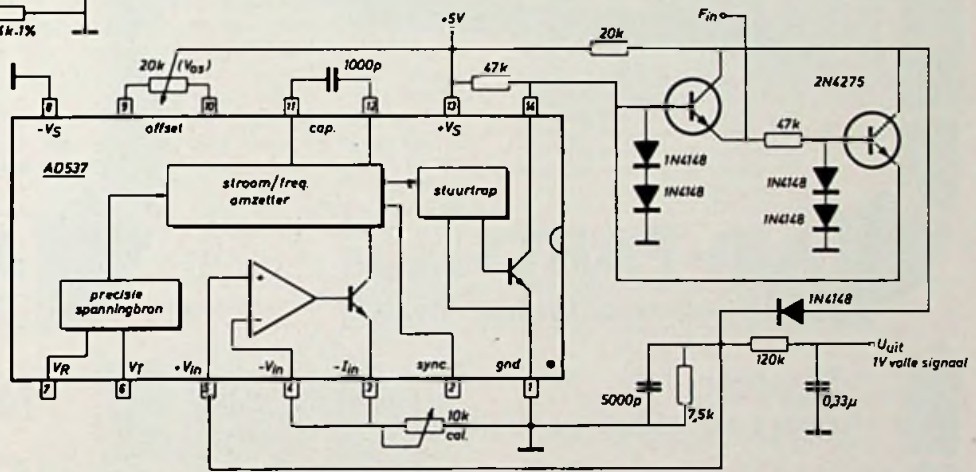 4k.1%
+5V
Fin
20k (Vos)
1000p
20k
2N4275
47k
47k
8
9
10
11
12
13
14
-VS
offset
cap.
+VS
1N4148
1N4148
1N4148
1N4148
AD537
stroom/freq.
omzetter
stuurtrap
precisie
spanningbron
+
-
1N4148
VR
VT
+Vin
-Vin
-Iin
sync.
gnd
120k
Uuit
1V volle signaal
7
6
5
4
3
2
1
5000p
7,5k
0,33µ
10k
cal.